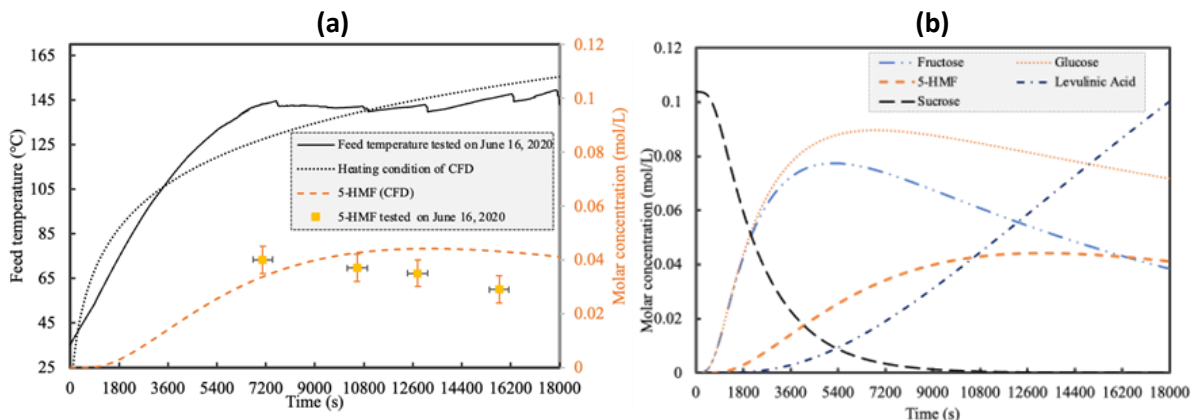 (a)
165
145
125
105
85
65
45
25
Feed temperature (°C)
0 1800 3600 5400 7200 9000 10800 12600 14400 16200 18000
Time (s)
0.12
0.1
0.08
0.06
0.04
0.02
0
Molar concentration (mol/L)
Feed temperature tested on June 16, 2020
Heating condition of CFD
5-HMF (CFD)
5-HMF tested on June 16, 2020
(b)
0.12
0.1
0.08
0.06
0.04
0.02
0
Molar concentration (mol/L)
Fructose Glucose
5-HMF Levulinic Acid
Sucrose
0 1800 3600 5400 7200 9000 10800 12600 14400 16200 18000
Time (s)